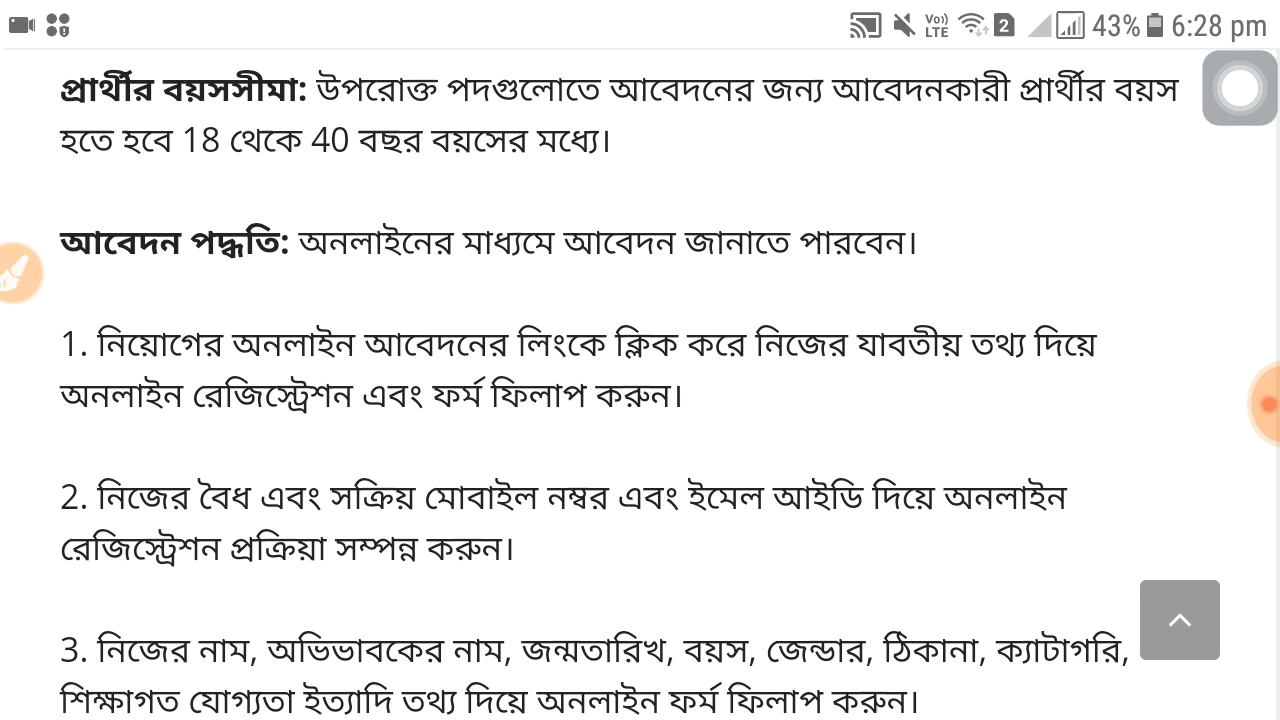 Vo)) LTE 2 43% 6:28 pm
প্রার্থীর বয়সসীমা: উপরোক্ত পদগুলোতে আবেদনের জন্য আবেদনকারী প্রার্থীর বয়স
হতে হবে 18 থেকে 40 বছর বয়সের মধ্যে।
আবেদন পদ্ধতি: অনলাইনের মাধ্যমে আবেদন জানাতে পারবেন।
1. নিয়োগের অনলাইন আবেদনের লিংকে ক্লিক করে নিজের যাবতীয় তথ্য দিয়ে
অনলাইন রেজিস্ট্রেশন এবং ফর্ম ফিলাপ করুন।
2. নিজের বৈধ এবং সক্রিয় মোবাইল নম্বর এবং ইমেল আইডি দিয়ে অনলাইন
রেজিস্ট্রেশন প্রক্রিয়া সম্পন্ন করুন।
3. নিজের নাম, অভিভাবকের নাম, জন্মতারিখ, বয়স, জেন্ডার, ঠিকানা, ক্যাটাগরি,
শিক্ষাগত যোগ্যতা ইত্যাদি তথ্য দিয়ে অনলাইন ফর্ম ফিলাপ করুন।